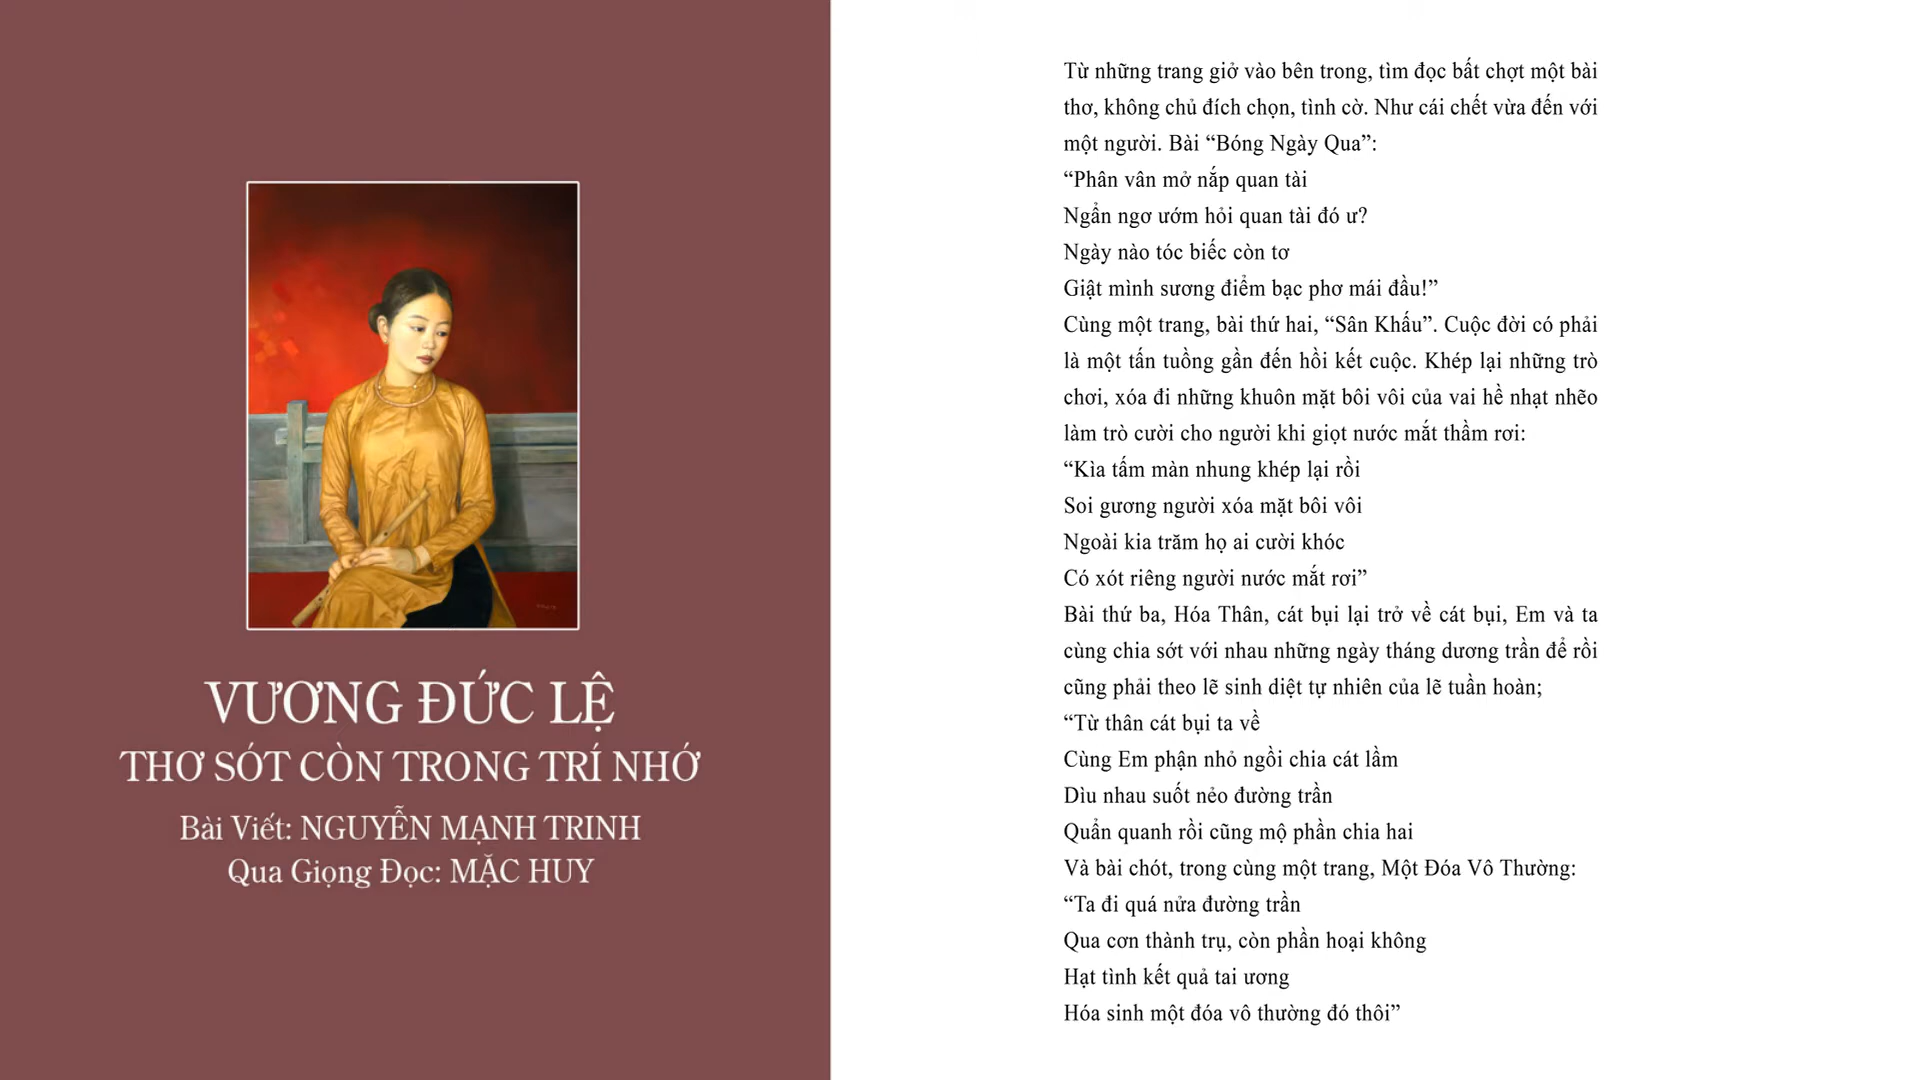 VƯƠNG ĐỨC LỆ
THƠ SÓT CÒN TRONG TRÍ NHỚ
Bài Viết: NGUYỄN MẠNH TRINH
Qua Giọng Đọc: MẶC HUY
Từ những trang giở vào bên trong, tìm đọc bất chợt một bài
thơ, không chủ đích chọn, tình cờ. Như cái chết vừa đến với
một người. Bài “Bóng Ngày Qua”:
“Phân vân mở nắp quan tài
Ngẩn ngơ ướm hỏi quan tài đó ư?
Ngày nào tóc biếc còn tơ
Giật mình sương điểm bạc phơ mái đầu!”
Cùng một trang, bài thứ hai, “Sân Khấu”. Cuộc đời có phải
là một tấn tuồng gần đến hồi kết cuộc. Khép lại những trò
chơi, xóa đi những khuôn mặt bôi vôi của vai hề nhạt nhẽo
làm trò cười cho người khi giọt nước mắt thầm rơi:
“Kìa tấm màn nhung khép lại rồi
Soi gương người xóa mặt bôi vôi
Ngoài kia trăm họ ai cười khóc
Có xót riêng người nước mắt rơi”
Bài thứ ba, Hóa Thân, cát bụi lại trở về cát bụi, Em và ta
cùng chia sớt với nhau những ngày tháng dương trần để rồi
cũng phải theo lẽ sinh diệt tự nhiên của lẽ tuần hoàn;
“Từ thân cát bụi ta về
Cùng Em phận nhỏ ngồi chia cát lầm
Dìu nhau suốt nẻo đường trần
Quẩn quanh rồi cũng mộ phần chia hai
Và bài chót, trong cùng một trang, Một Đóa Vô Thường:
“Ta đi quá nửa đường trần
Qua cơn thành trụ, còn phần hoại không
Hạt tình kết quả tai ương
Hóa sinh một đóa vô thường đó thôi”